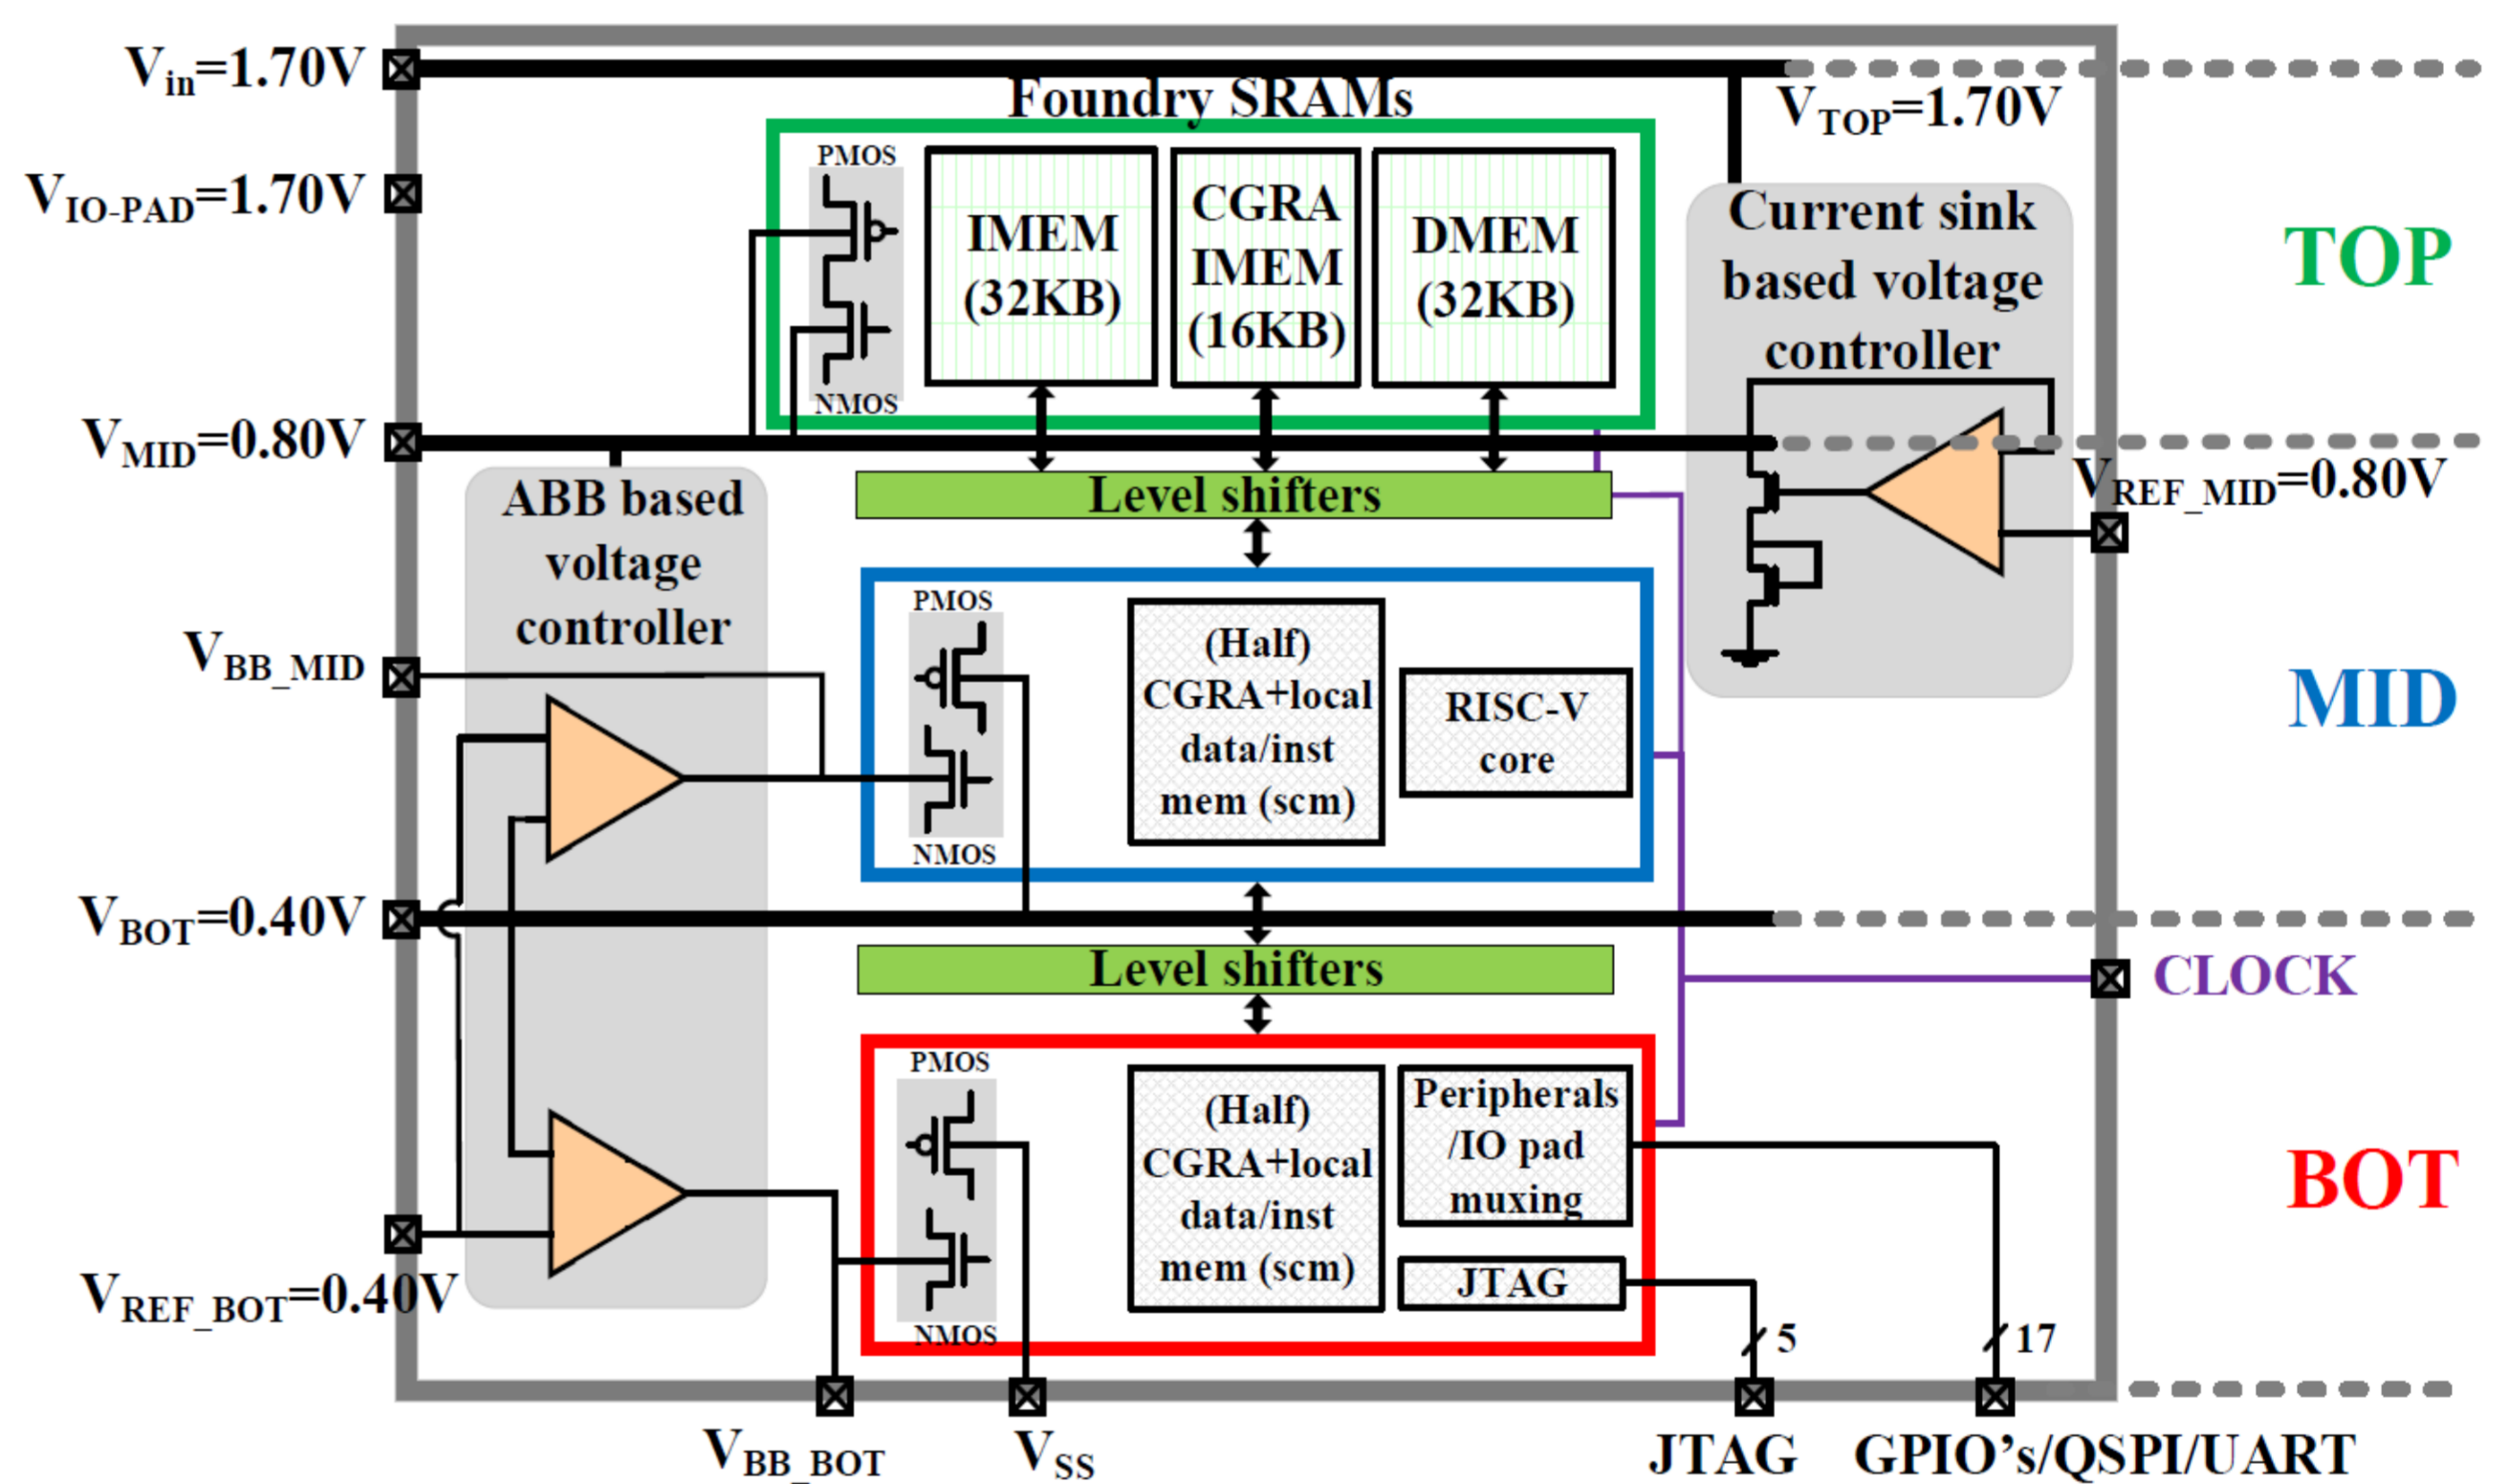 Vin=1.70V
Foundry SRAMs
VTOP=1.70V
VIO-PAD=1.70V
PMOS
IMEM
(32KB)
CGRA
IMEM
(16KB)
DMEM
(32KB)
NMOS
Current sink
based voltage
controller
TOP
VMID=0.80V
VREF_MID=0.80V
ABB based
voltage
controller
Level shifters
VBB_MID
PMOS
NMOS
(Half)
CGRA+local
data/inst
mem (scm)
RISC-V
core
MID
VBOT=0.40V
Level shifters
CLOCK
PMOS
NMOS
(Half)
CGRA+local
data/inst
mem (scm)
Peripherals
/IO pad
muxing
JTAG
BOT
VREF_BOT=0.40V
5
17
VBB_BOT
VSS
JTAG
GPIO's/QSPI/UART